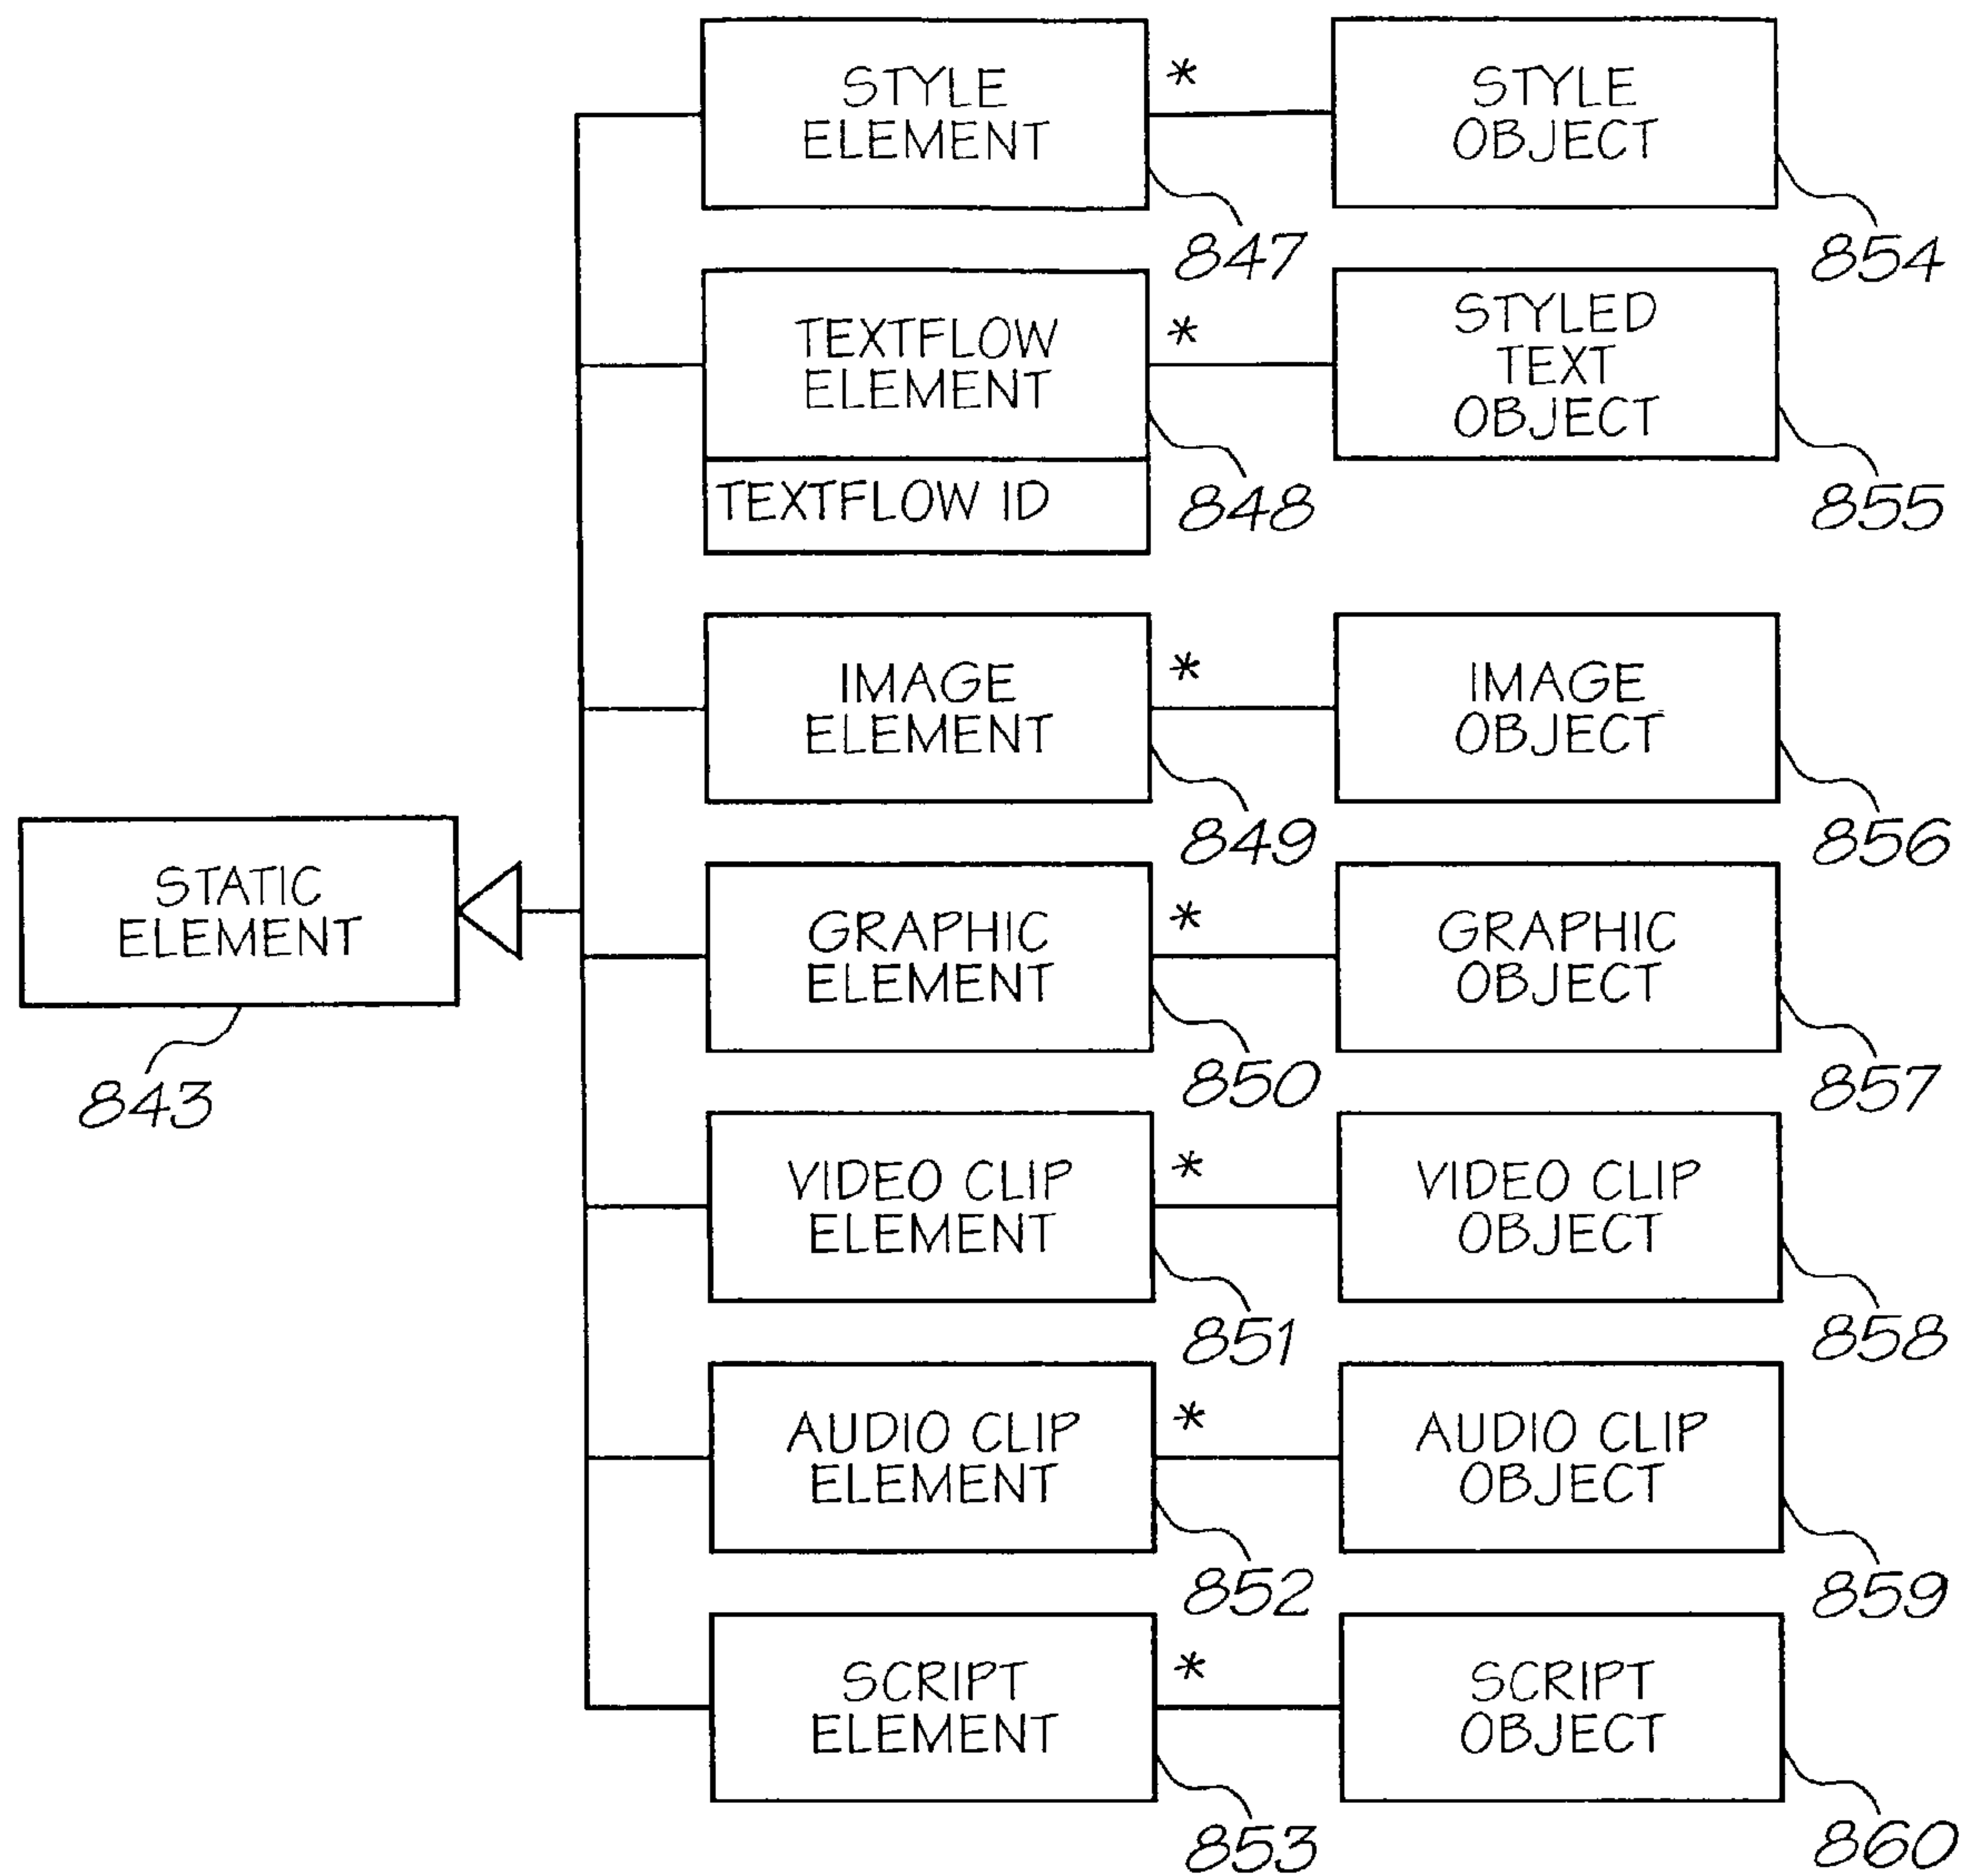 STYLE
ELEMENT
*
STYLE
OBJECT
847
854
TEXTFLOW
ELEMENT
*
STYLED
TEXT
OBJECT
TEXTFLOW ID
848
855
IMAGE
ELEMENT
*
IMAGE
OBJECT
849
856
STATIC
ELEMENT
843
GRAPHIC
ELEMENT
*
GRAPHIC
OBJECT
850
857
VIDEO CLIP
ELEMENT
*
VIDEO CLIP
OBJECT
851
858
AUDIO CLIP
ELEMENT
*
AUDIO CLIP
OBJECT
852
859
SCRIPT
ELEMENT
*
SCRIPT
OBJECT
853
860